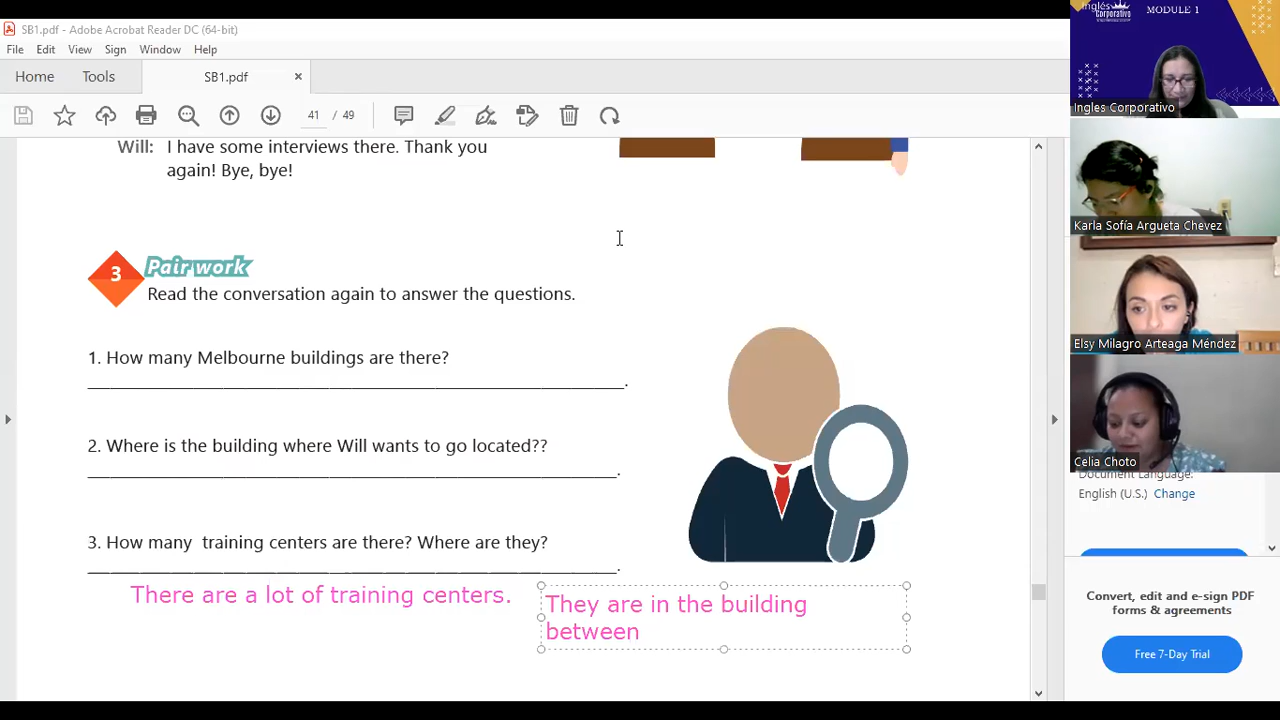 SB1.pdf - Adobe Acrobat Reader DC (64-bit)
File Edit View Sign Window Help
Home Tools SB1.pdf ×
41 / 49
Will: I have some interviews there. Thank you
again! Bye, bye!
3 Pair work
Read the conversation again to answer the questions.
1. How many Melbourne buildings are there?
2. Where is the building where Will wants to go located??
3. How many training centers are there? Where are they?
There are a lot of training centers.
They are in the building
between
Inglés
Corporativo
MODULE 1
Ingles Corporativo
Karla Sofía Argueta Chevez
Elsy Milagro Arteaga Méndez
Celia Choto
Document Language:
English (U.S.) Change
Convert, edit and e-sign PDF
forms & agreements
Free 7-Day Trial